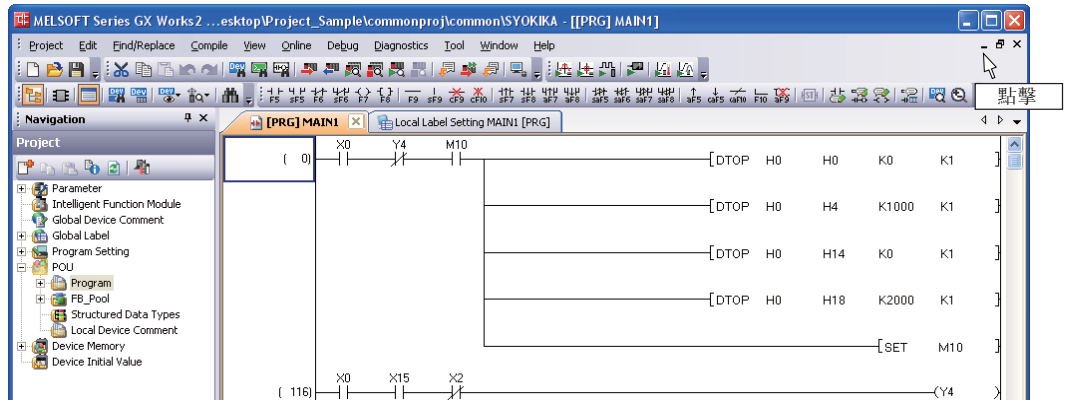 MELSOFT Series GX Works2 ...esktop\Project_Sample\commonproj\common\SYOKIKA - [[PRG] MAIN1]
Project Edit Find/Replace Compile View Online Debug Diagnostics Tool Window Help
點擊
Navigation
[PRG] MAIN1 Local Label Setting MAIN1 [PRG]
Project
Parameter
Intelligent Function Module
Global Device Comment
Global Label
Program Setting
POU
Program
FB_Pool
Structured Data Types
Local Device Comment
Device Memory
Device Initial Value
X0 Y4 M10
( 0) [DTOP H0 H0 K0 K1 ]
[DTOP H0 H4 K1000 K1 ]
[DTOP H0 H14 K0 K1 ]
[DTOP H0 H18 K2000 K1 ]
[SET M10 ]
X0 X15 X2
( 116) (Y4 )